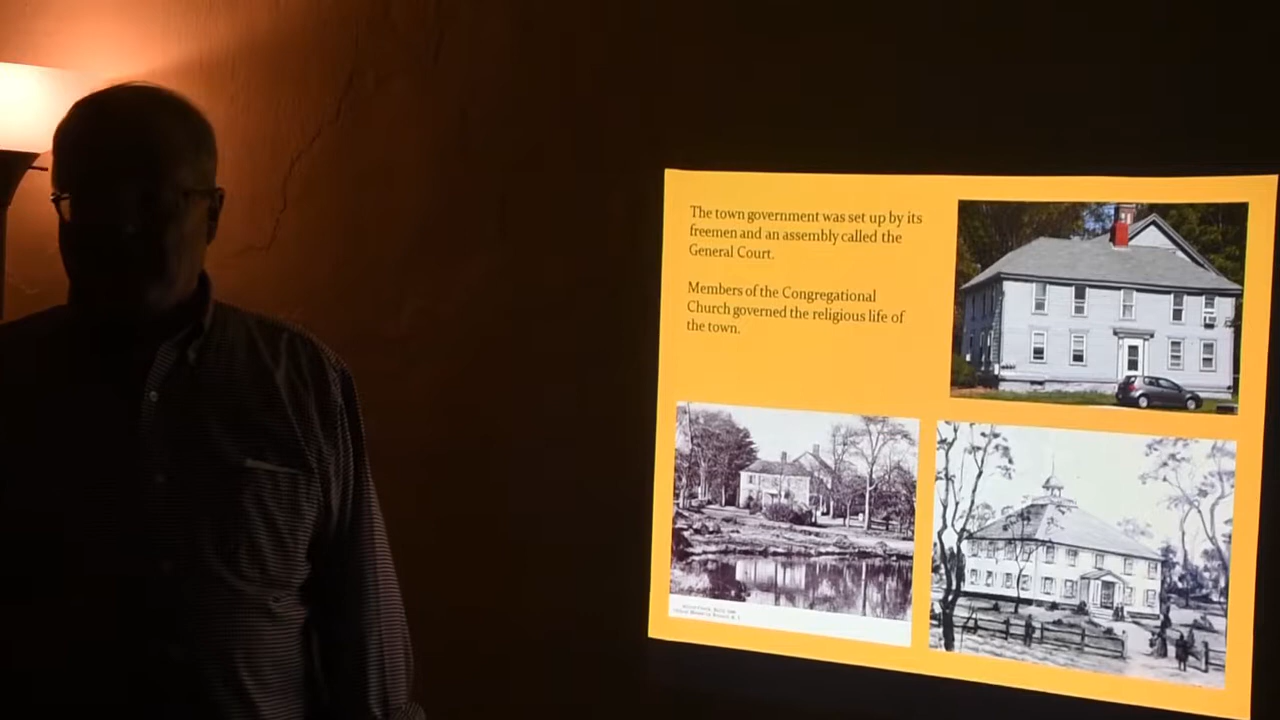 The town government was set up by its
freemen and an assembly called the
General Court.
Members of the Congregational
Church governed the religious life of
the town.